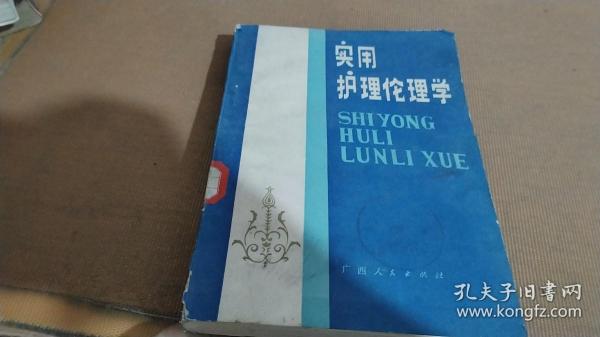 实用
护理伦理学
SHIYONG
HULI
LUNLI XUE
广西人民出版社
孔夫子旧書网
www.kongfz.com